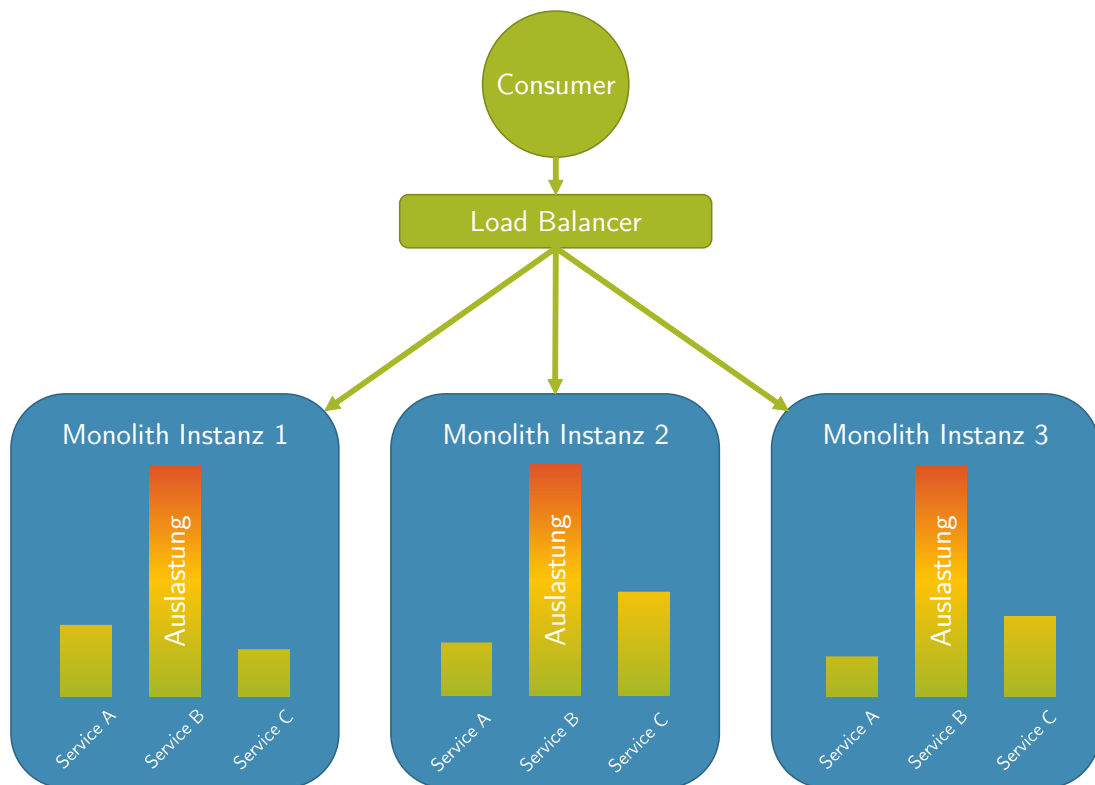 Consumer
Load Balancer
Monolith Instanz 1
Auslastung
Service A
Service B
Service C
Monolith Instanz 2
Auslastung
Service A
Service B
Service C
Monolith Instanz 3
Auslastung
Service A
Service B
Service C